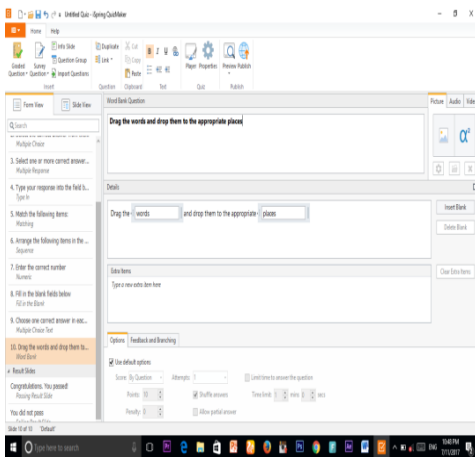 Untitled Quiz - iSpring QuizMaker
Home Help
Graded Question
Survey Question
Info Slide
Question Group
Import Questions
Insert
Duplicate
Link
Question
Cut
Copy
Paste
Clipboard
B I U
Text
Player Properties
Quiz
Preview Publish
Publish
Form View
Slide View
Search
Multiple Choice
3. Select one or more correct answer...
Multiple Response
4. Type your response into the field b...
Type In
5. Match the following items:
Matching
6. Arrange the following items in the ...
Sequence
7. Enter the correct number
Numeric
8. Fill in the blank fields below
Fill in the Blank
9. Choose one correct answer in eac...
Multiple Choice Text
10. Drag the words and drop them to...
Word Bank
Result Slides
Congratulations. You passed!
Passing Result Slide
You did not pass
Word Bank Question
Drag the words and drop them to the appropriate places
Picture Audio Vide
Details
Drag the words and drop them to the appropriate places
Insert Blank
Delete Blank
Extra Items
Type a new extra item here
Clear Extra Items
Options Feedback and Branching
Use default options
Score: By Question Attempts: 1 Limit time to answer the question
Points: 10 Shuffle answers Time limit: 1 mins 0 secs
Penalty: 0 Allow partial answer
Slide 10 of 10 'Default'
Type here to search
ENG 10:40 PM
7/11/2017